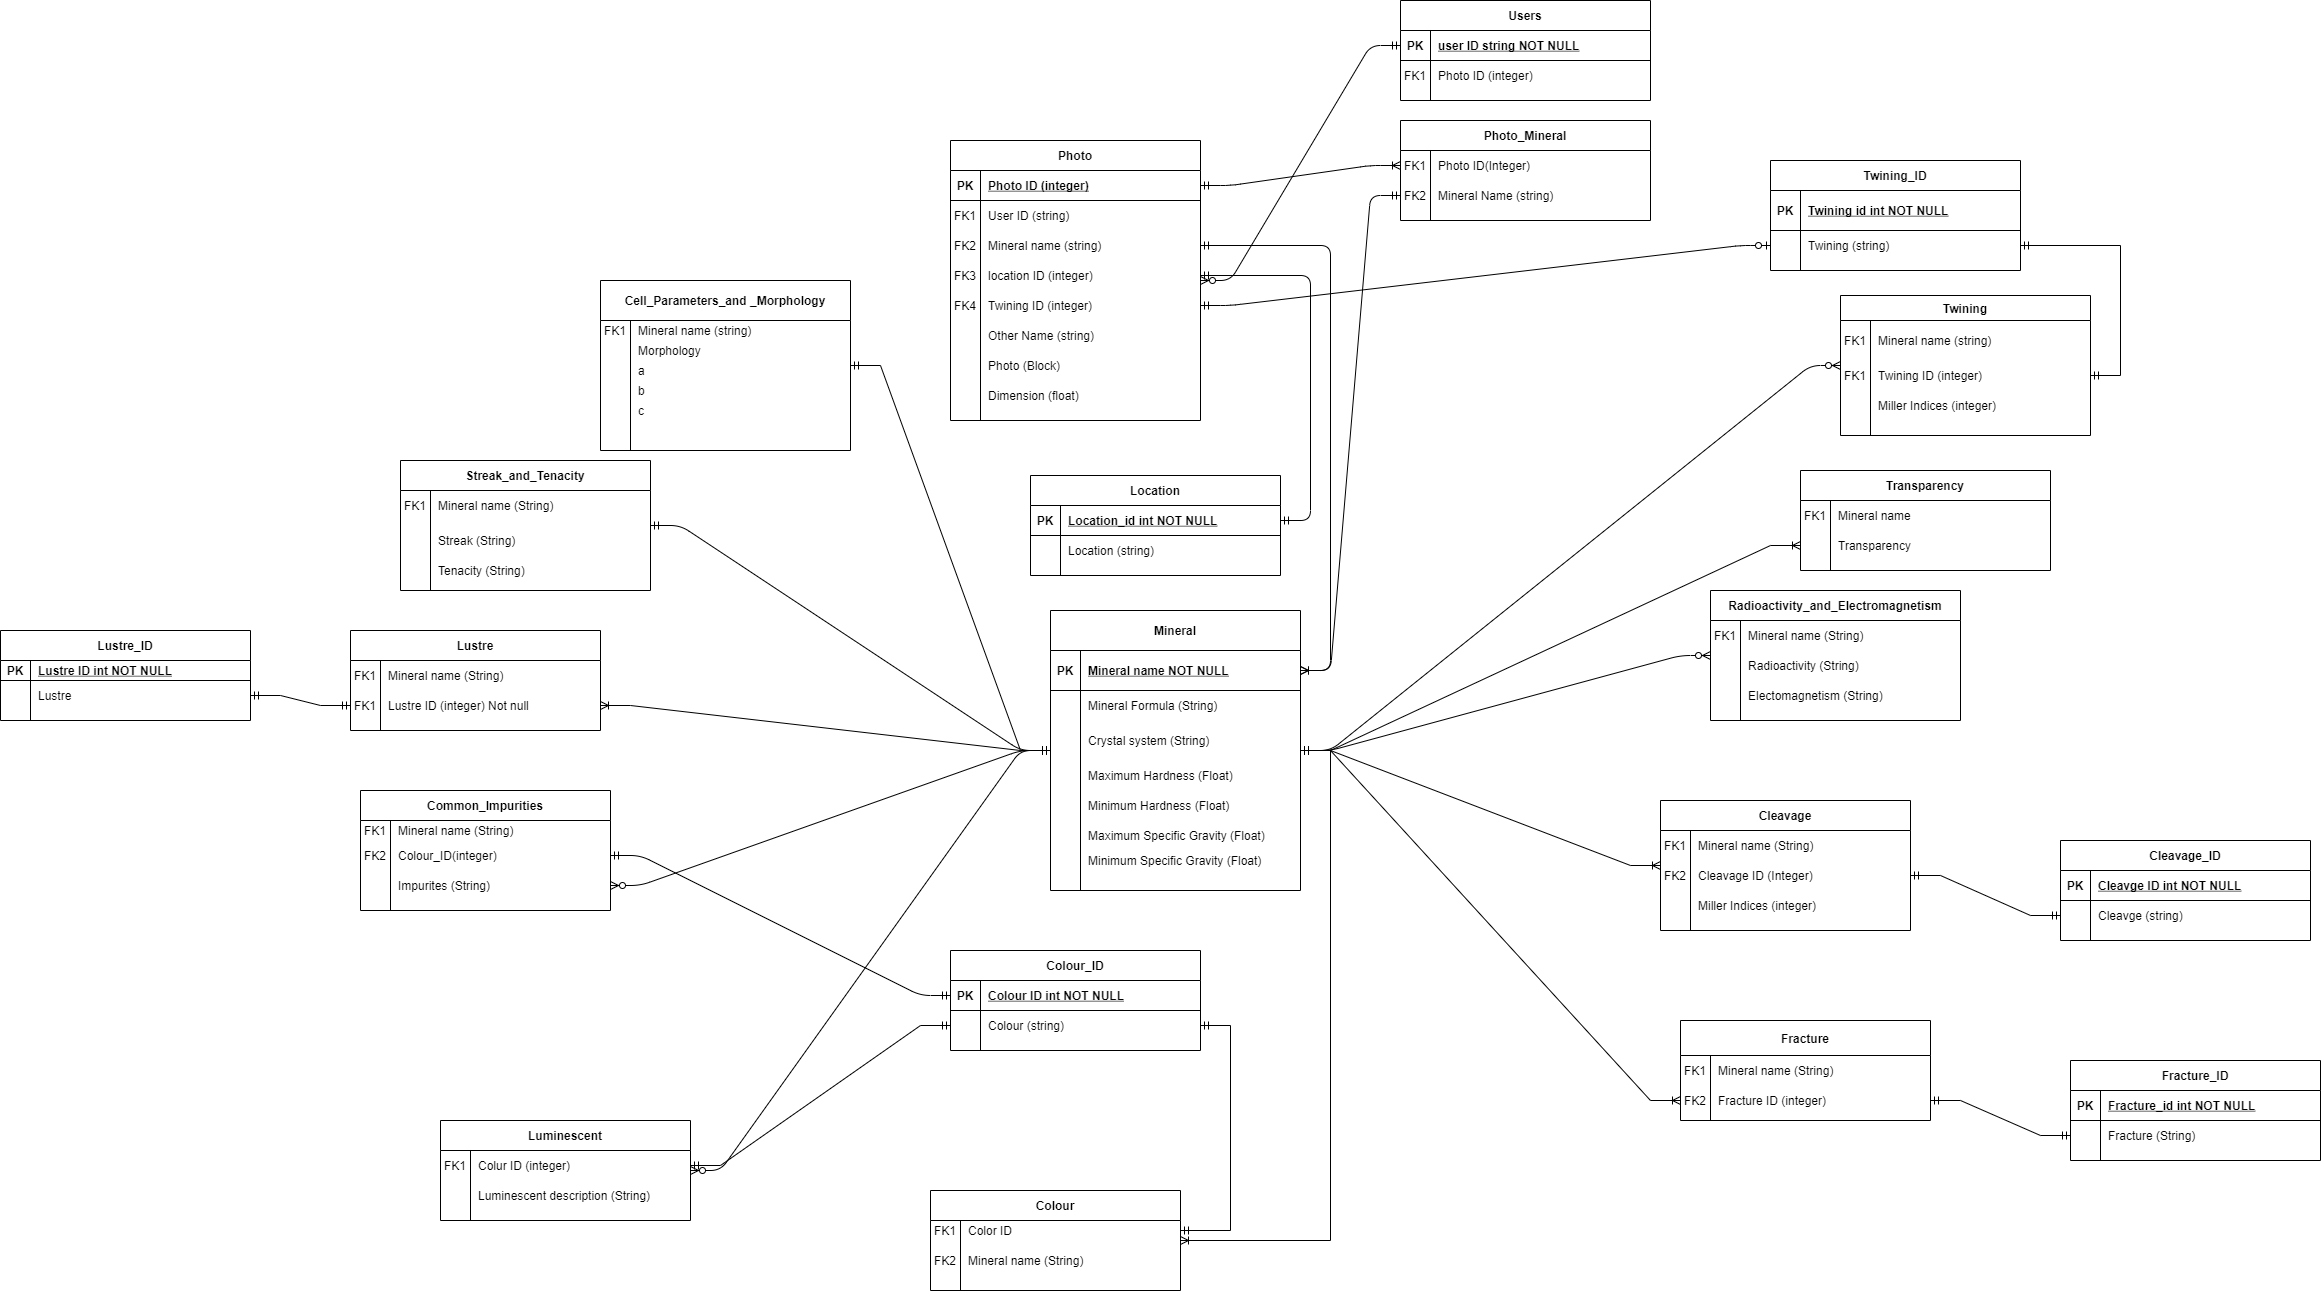 Users
PK user ID string NOT NULL
FK1 Photo ID (integer)
Photo_Mineral
FK1 Photo ID(Integer)
FK2 Mineral Name (string)
Photo
PK Photo ID (integer)
FK1 User ID (string)
FK2 Mineral name (string)
FK3 location ID (integer)
FK4 Twining ID (integer)
Other Name (string)
Photo (Block)
Dimension (float)
Twining_ID
PK Twining id int NOT NULL
Twining (string)
Twining
FK1 Mineral name (string)
FK1 Twining ID (integer)
Miller Indices (integer)
Cell_Parameters_and _Morphology
FK1 Mineral name (string)
Morphology
a
b
c
Streak_and_Tenacity
FK1 Mineral name (String)
Streak (String)
Tenacity (String)
Location
PK Location_id int NOT NULL
Location (string)
Transparency
FK1 Mineral name
Transparency
Radioactivity_and_Electromagnetism
FK1 Mineral name (String)
Radioactivity (String)
Electomagnetism (String)
Lustre_ID
PK Lustre ID int NOT NULL
Lustre
Lustre
FK1 Mineral name (String)
FK1 Lustre ID (integer) Not null
Mineral
PK Mineral name NOT NULL
Mineral Formula (String)
Crystal system (String)
Maximum Hardness (Float)
Minimum Hardness (Float)
Maximum Specific Gravity (Float)
Minimum Specific Gravity (Float)
Common_Impurities
FK1 Mineral name (String)
FK2 Colour_ID(integer)
Impurites (String)
Cleavage
FK1 Mineral name (String)
FK2 Cleavage ID (Integer)
Miller Indices (integer)
Cleavage_ID
PK Cleavge ID int NOT NULL
Cleavge (string)
Colour_ID
PK Colour ID int NOT NULL
Colour (string)
Fracture
FK1 Mineral name (String)
FK2 Fracture ID (integer)
Fracture_ID
PK Fracture_id int NOT NULL
Fracture (String)
Luminescent
FK1 Colur ID (integer)
Luminescent description (String)
Colour
FK1 Color ID
FK2 Mineral name (String)